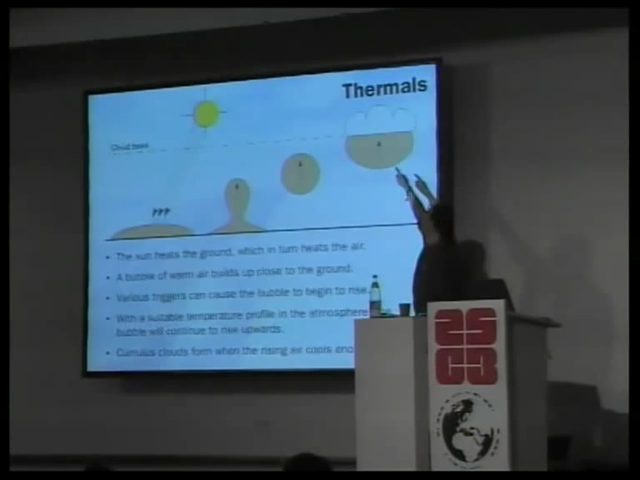 Thermals
Cloud base
• The sun heats the ground, which in turn heats the air.
• A bubble of warm air builds up close to the ground.
• Various triggers can cause the bubble to begin to rise.
• With a suitable temperature profile in the atmosphere
bubble will continue to rise upwards.
• Cumulus clouds form when the rising air cools eno
2SC3